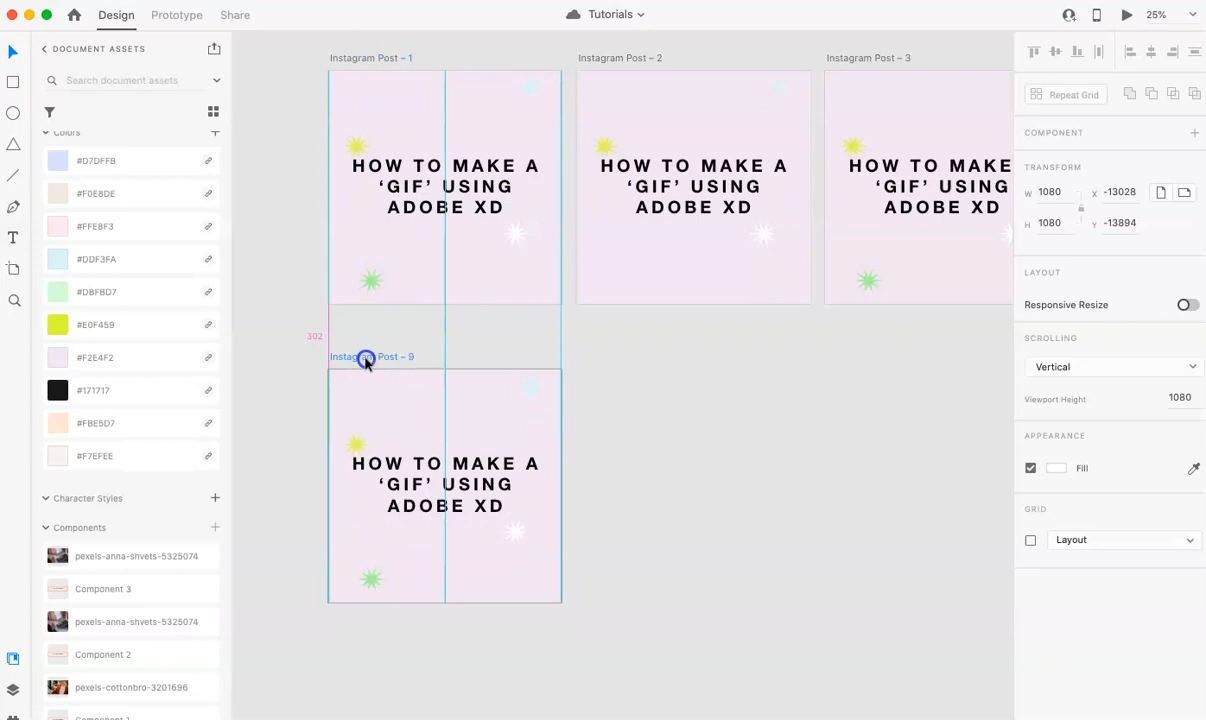 Design Prototype Share Tutorials 25%
DOCUMENT ASSETS
Search document assets
Colors
#D7DFFB
#F0E8DE
#FFE8F3
#DDF3FA
#DBFBD7
#E0F459
#F2E4F2
#171717
#FBE5D7
#F7EFEE
Character Styles
Components
pexels-anna-shvets-5325074
Component 3
pexels-anna-shvets-5325074
Component 2
pexels-cottonbro-3201696
Instagram Post – 1
HOW TO MAKE A
‘GIF’ USING
ADOBE XD
Instagram Post – 2
HOW TO MAKE A
‘GIF’ USING
ADOBE XD
Instagram Post – 3
HOW TO MAKE
‘GIF’ USING
ADOBE XD
302
Instagram Post – 9
HOW TO MAKE A
‘GIF’ USING
ADOBE XD
Repeat Grid
COMPONENT
TRANSFORM
W 1080 X -13028
H 1080 Y -13894
LAYOUT
Responsive Resize
SCROLLING
Vertical
Viewport Height 1080
APPEARANCE
Fill
GRID
Layout